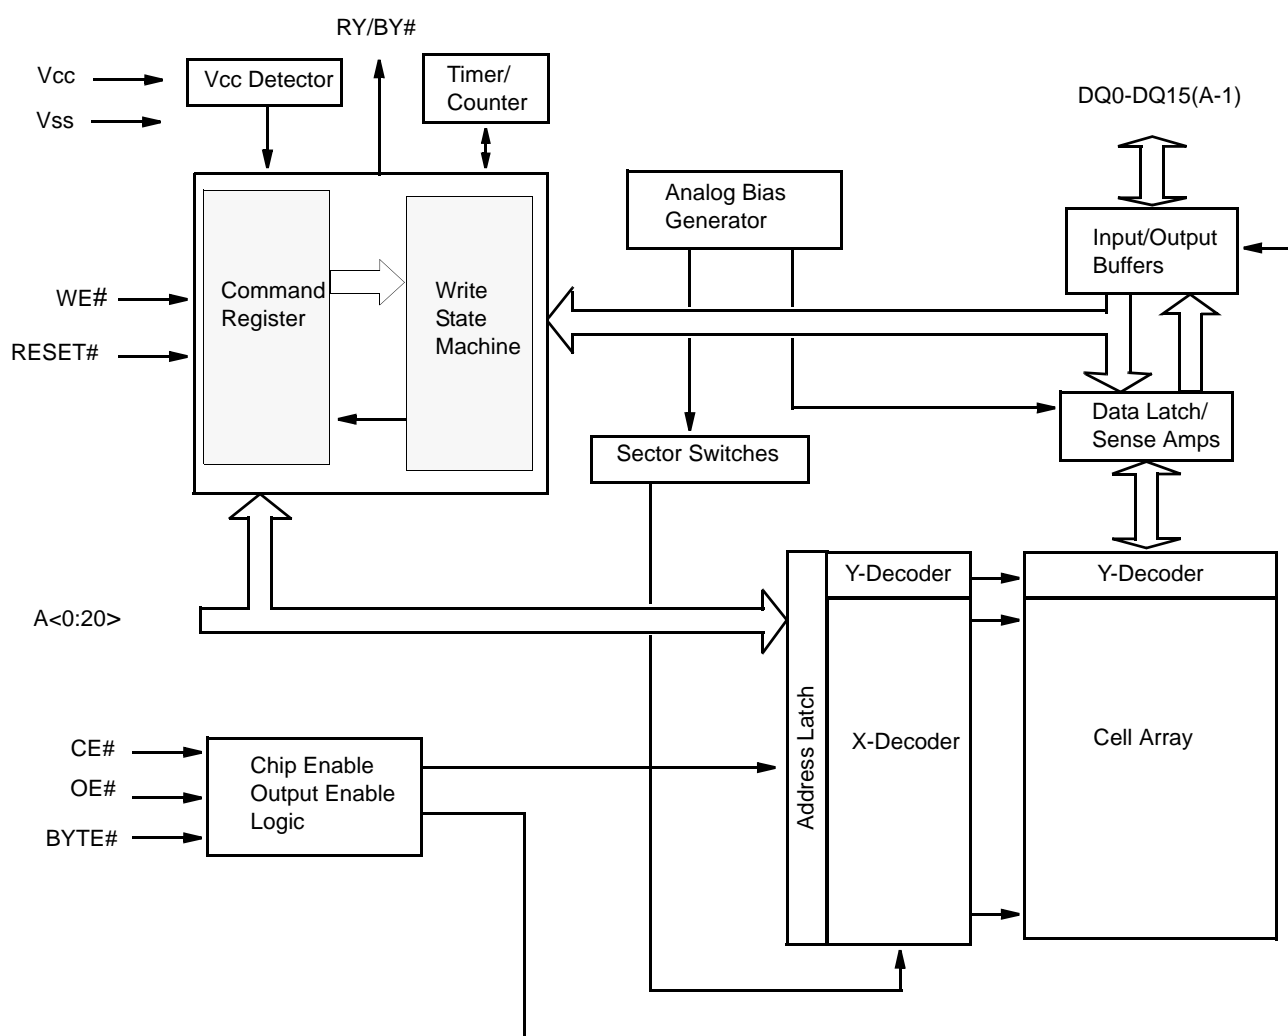 RY/BY#
Vcc
Vss
Vcc Detector
Timer/
Counter
DQ0-DQ15(A-1)
Analog Bias
Generator
Input/Output
Buffers
WE#
RESET#
Command
Register
Write
State
Machine
Data Latch/
Sense Amps
Sector Switches
A<0:20>
Address Latch
Y-Decoder
Y-Decoder
X-Decoder
Cell Array
CE#
OE#
BYTE#
Chip Enable
Output Enable
Logic